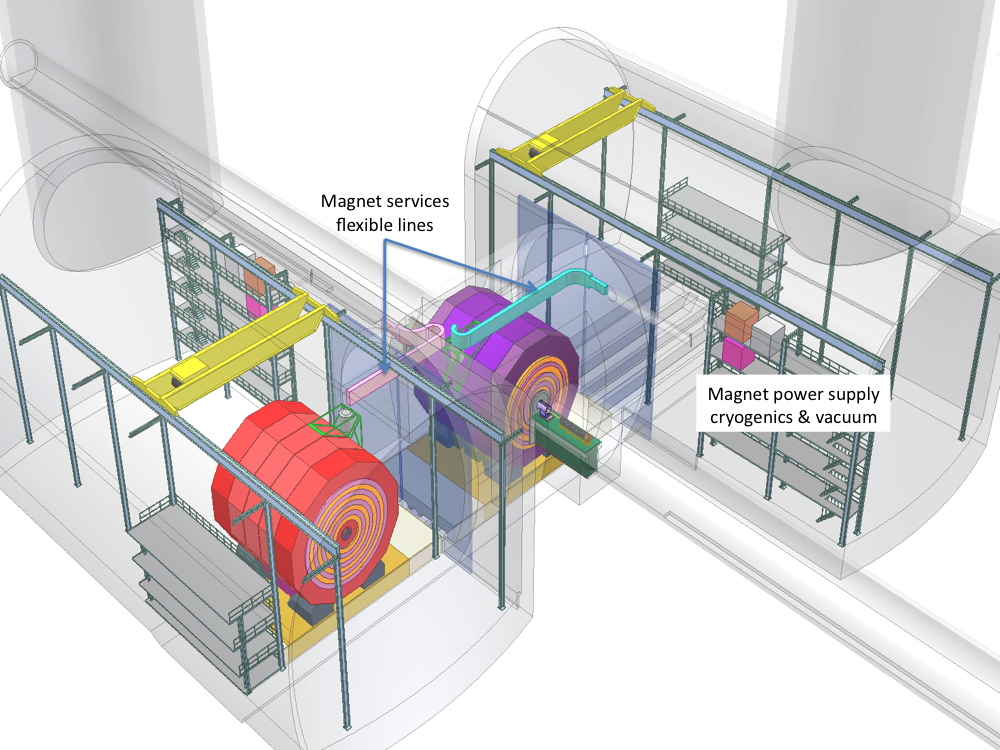 Magnet services
flexible lines
Magnet power supply
cryogenics & vacuum